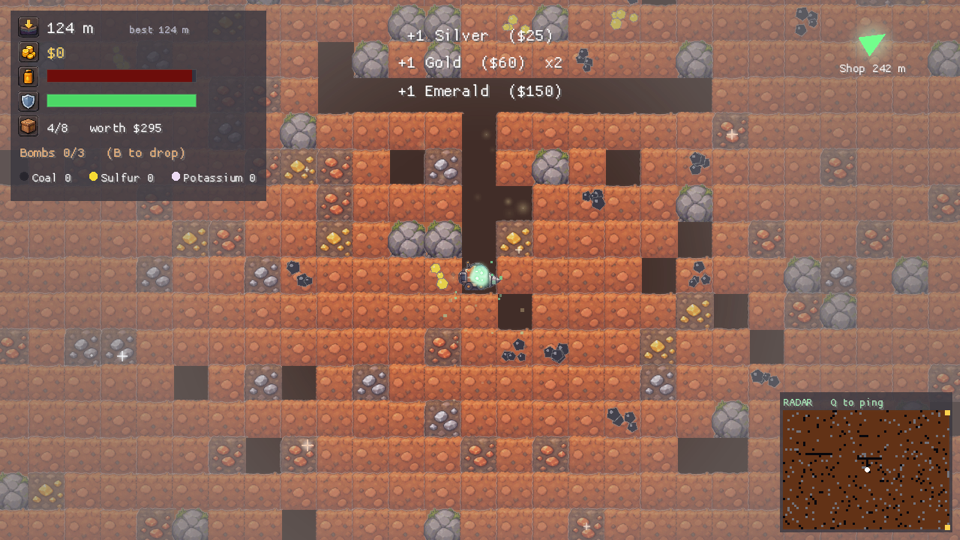 124 m
best 124 m
$0
4/8 worth $295
Bombs 0/3 (B to drop)
Coal 0 Sulfur 0 Potassium 0
+1 Silver ($25)
+1 Gold ($60) x2
+1 Emerald ($150)
Shop 242 m
RADAR Q to ping